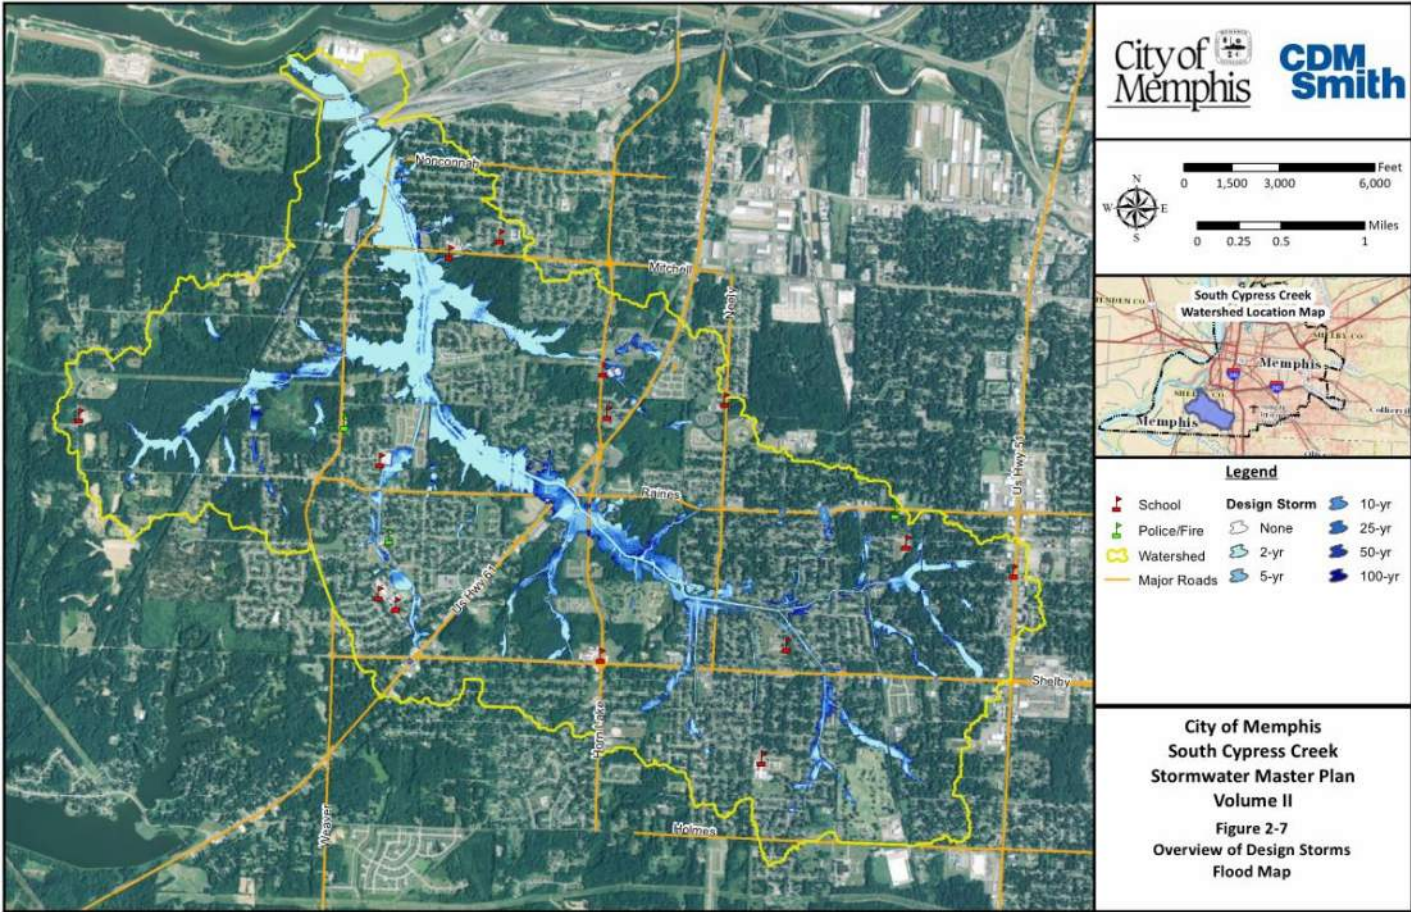 Nonconnah
Mitchell
Neely
Us Hwy 51
Raines
Us Hwy 61
Shelby
Horn Lake
Weaver
Holmes
City of
Memphis
CDM
Smith
Feet
0 1,500 3,000 6,000
N
W E
S
Miles
0 0.25 0.5 1
South Cypress Creek
Watershed Location Map
SHELBY CO
Memphis
Memphis
Legend
School
Police/Fire
Watershed
Major Roads
Design Storm
None
2-yr
5-yr
10-yr
25-yr
50-yr
100-yr
City of Memphis
South Cypress Creek
Stormwater Master Plan
Volume II
Figure 2-7
Overview of Design Storms
Flood Map